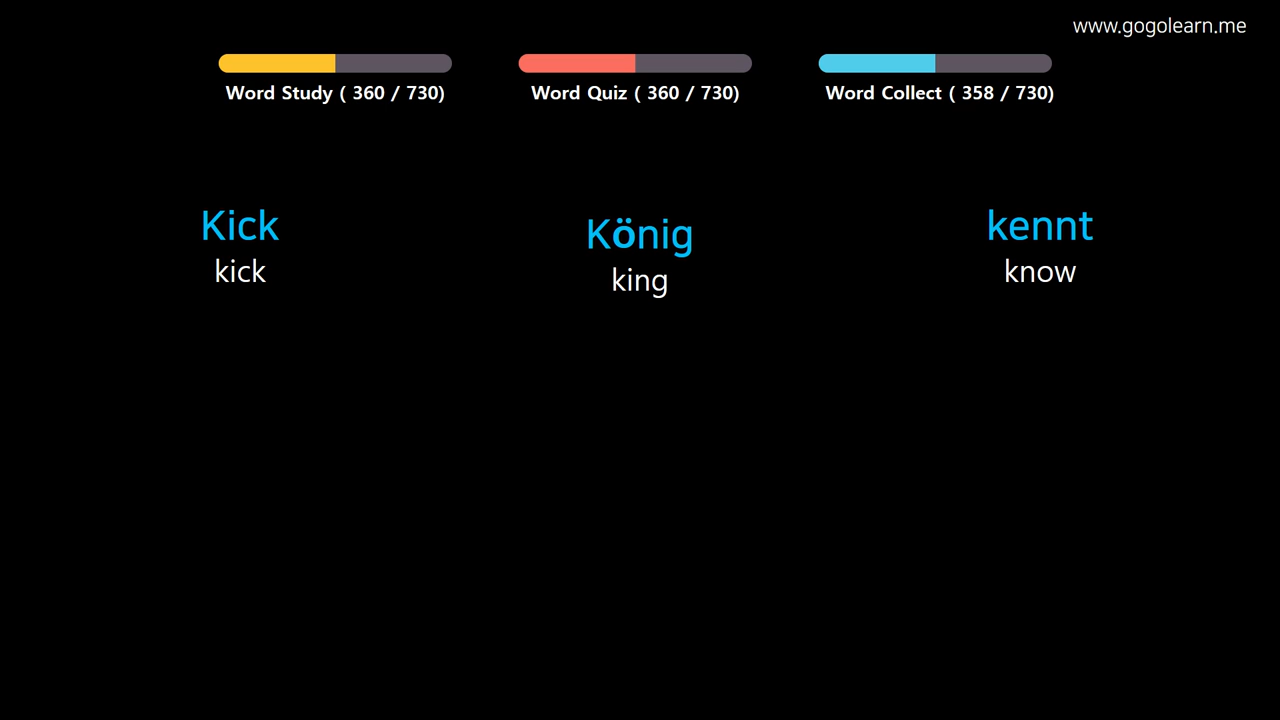 www.gogolearn.me
Word Study ( 360 / 730)
Word Quiz ( 360 / 730)
Word Collect ( 358 / 730)
Kick
kick
König
king
kennt
know